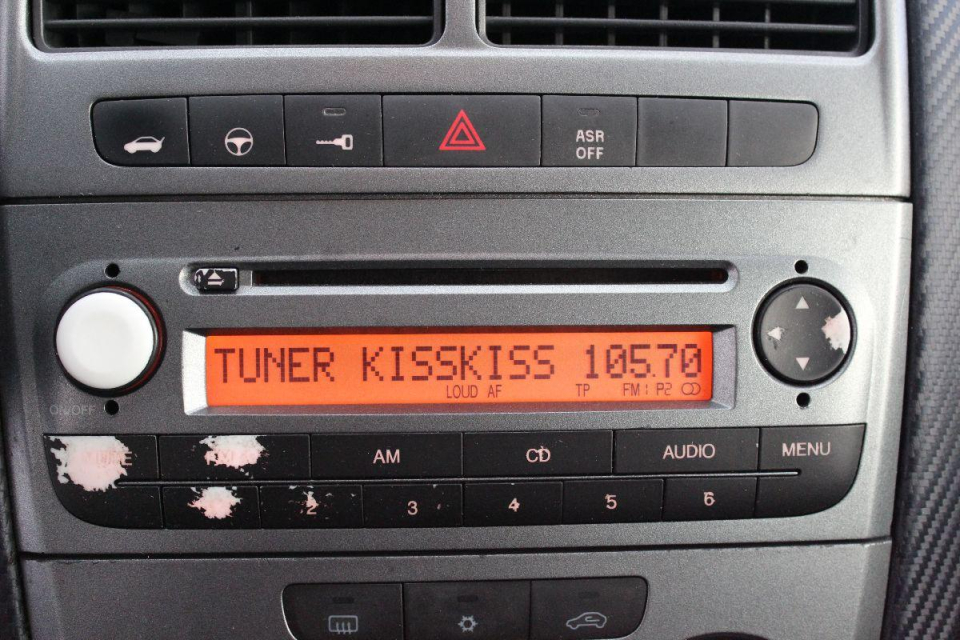 ASR
OFF
TUNER KISSKISS 105.70
LOUD AF TP FM1 P2
ON/OFF
AM CD AUDIO MENU
2 3 4 5 6